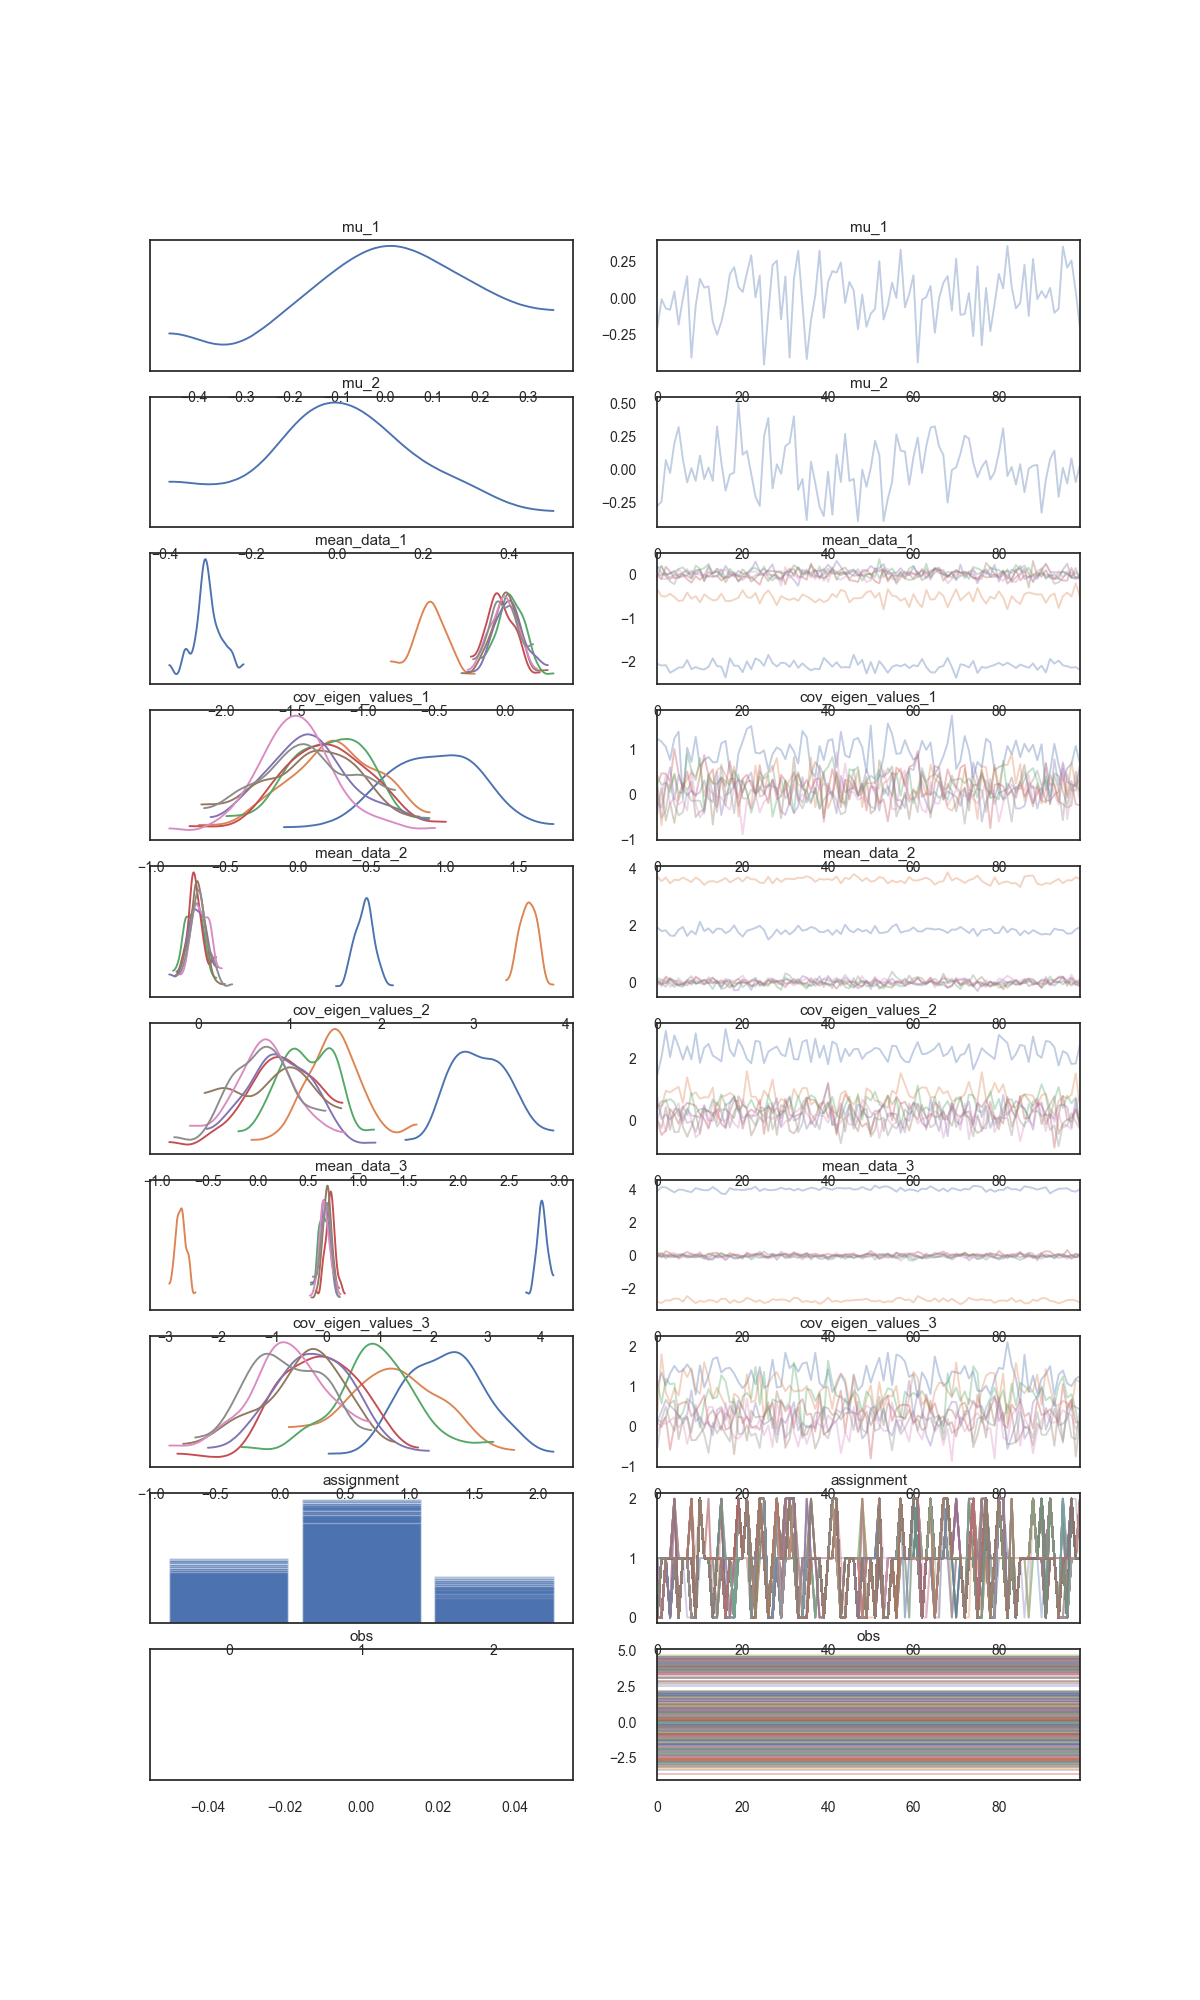 mu_1 mu_1
0.25
0.00
−0.25
mu_2 mu_2
−0.4 −0.3 −0.2 −0.1 0.0 0.1 0.2 0.3 0 20 40 60 80
0.50
0.25
0.00
−0.25
mean_data_1 mean_data_1
−0.4 −0.2 0.0 0.2 0.4 0 20 40 60 80
0
−1
−2
cov_eigen_values_1 cov_eigen_values_1
−2.0 −1.5 −1.0 −0.5 0.0 0 20 40 60 80
1
0
−1
mean_data_2 mean_data_2
−1.0 −0.5 0.0 0.5 1.0 1.5 0 20 40 60 80
4
2
0
cov_eigen_values_2 cov_eigen_values_2
0 1 2 3 4 0 20 40 60 80
2
0
mean_data_3 mean_data_3
−1.0 −0.5 0.0 0.5 1.0 1.5 2.0 2.5 3.0 0 20 40 60 80
4
2
0
−2
cov_eigen_values_3 cov_eigen_values_3
−3 −2 −1 0 1 2 3 4 0 20 40 60 80
2
1
0
−1
assignment assignment
−1.0 −0.5 0.0 0.5 1.0 1.5 2.0 0 20 40 60 80
2
1
0
obs obs
0 1 2 0 20 40 60 80
5.0
2.5
0.0
−2.5
−0.04 −0.02 0.00 0.02 0.04 0 20 40 60 80